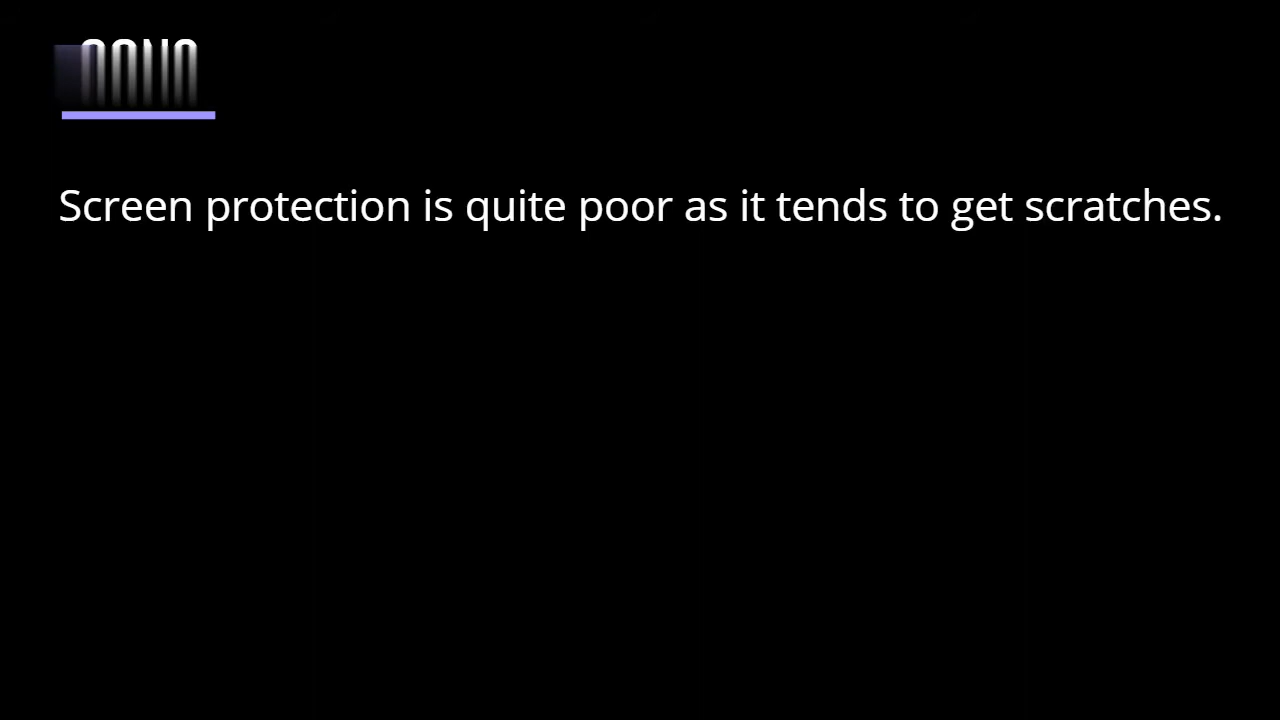 Screen protection is quite poor as it tends to get scratches.